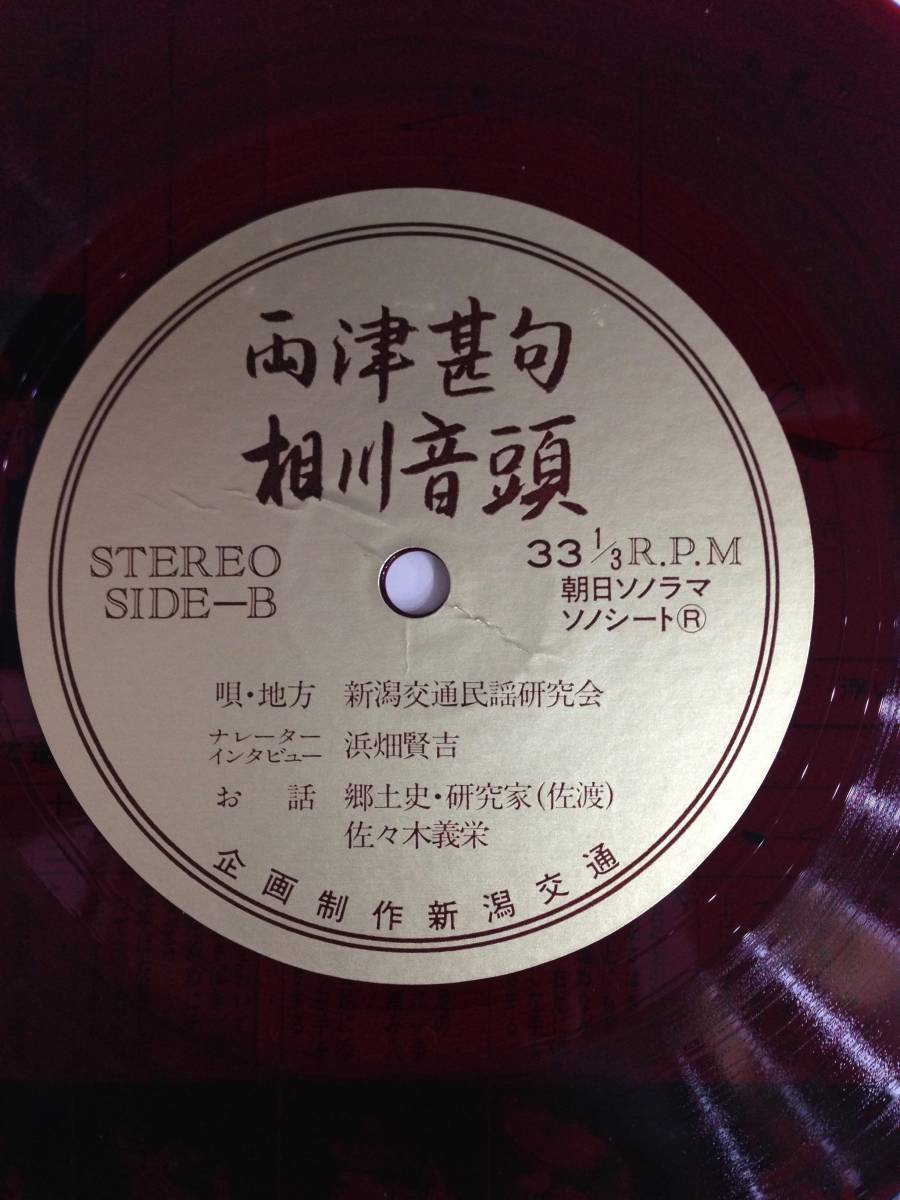 両津甚句
相川音頭
STEREO
SIDE—B
33 1/3 R.P.M
朝日ソノラマ
ソノシートⓇ
唄・地方 新潟交通民謡研究会
ナレーター
インタビュー 浜畑賢吉
お話 郷土史・研究家(佐渡)
佐々木義栄
企画制作新潟交通